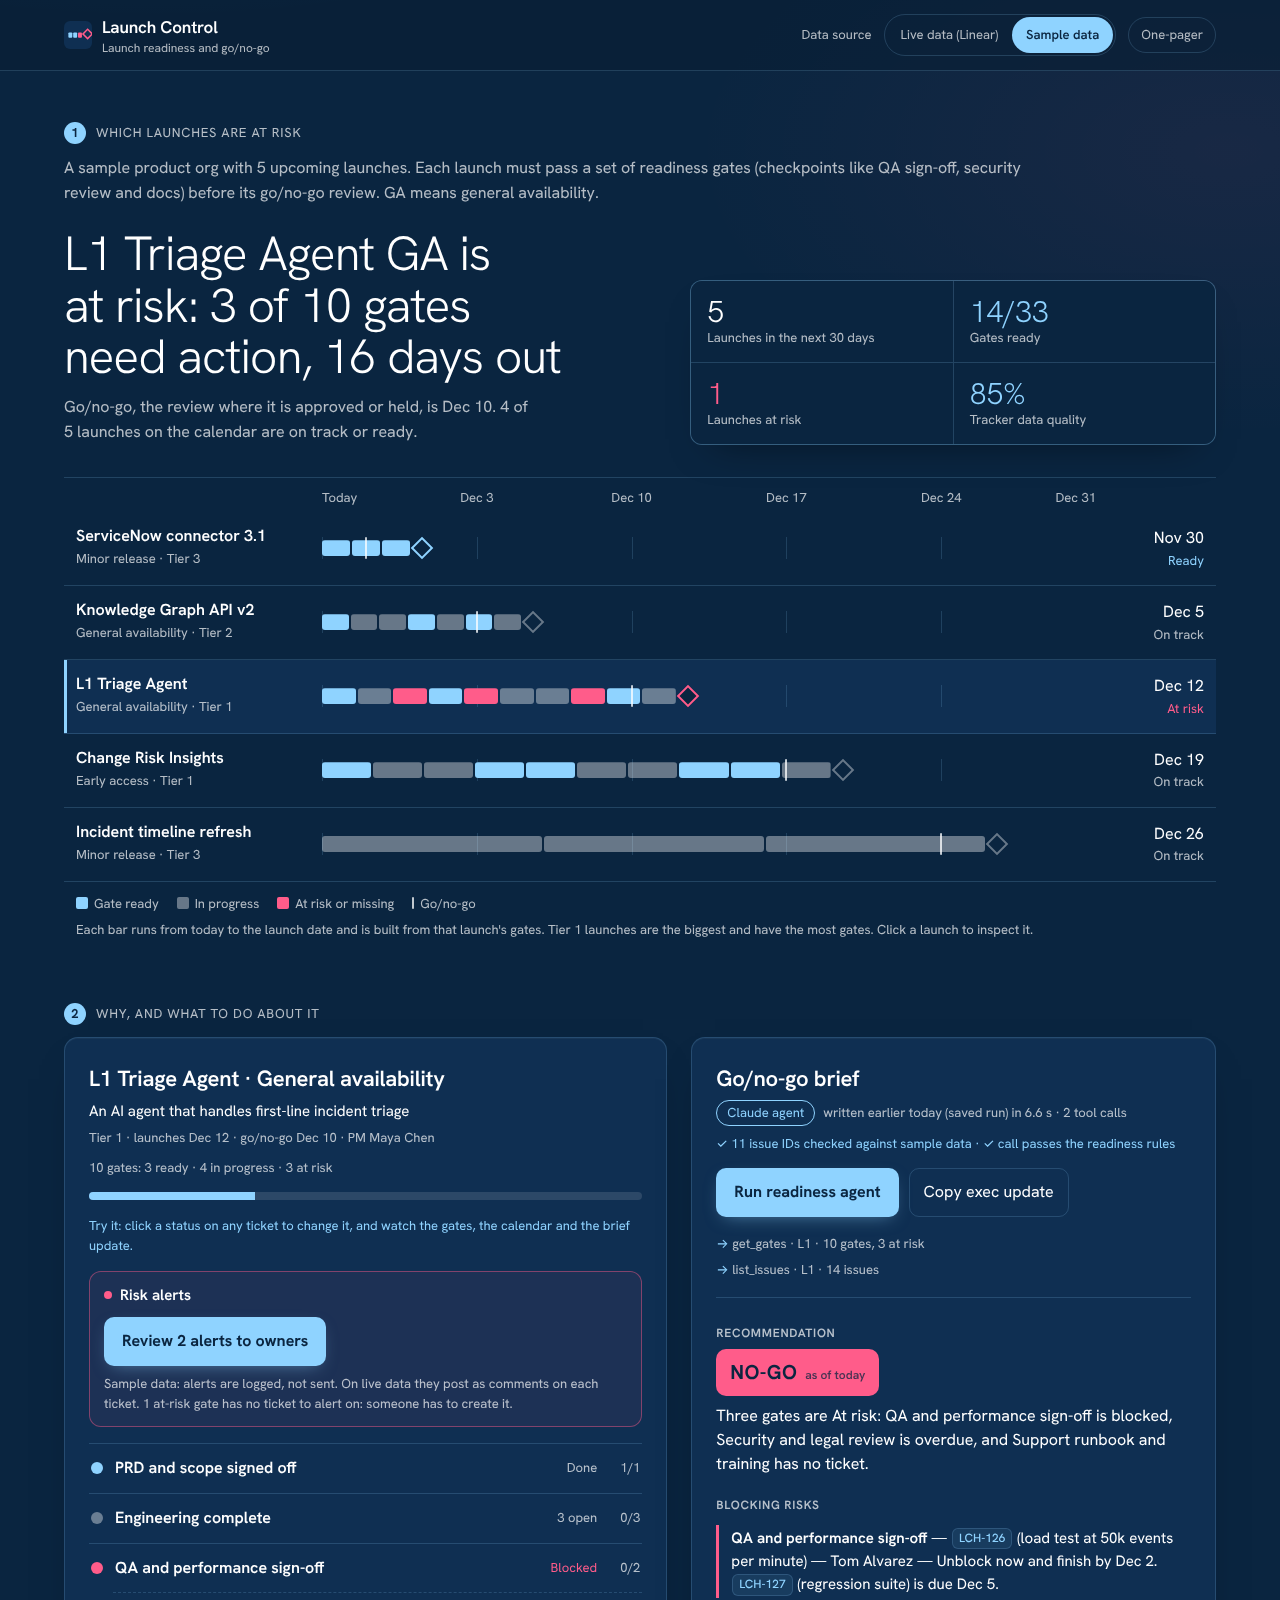 Launch Control
Launch readiness and go/no-go
Data source
Live data (Linear)
Sample data
One-pager
1 WHICH LAUNCHES ARE AT RISK
A sample product org with 5 upcoming launches. Each launch must pass a set of readiness gates (checkpoints like QA sign-off, security
review and docs) before its go/no-go review. GA means general availability.
L1 Triage Agent GA is
at risk: 3 of 10 gates
need action, 16 days out
Go/no-go, the review where it is approved or held, is Dec 10. 4 of
5 launches on the calendar are on track or ready.
5
Launches in the next 30 days
14/33
Gates ready
1
Launches at risk
85%
Tracker data quality
Today Dec 3 Dec 10 Dec 17 Dec 24 Dec 31
ServiceNow connector 3.1
Minor release · Tier 3
Nov 30
Ready
Knowledge Graph API v2
General availability · Tier 2
Dec 5
On track
L1 Triage Agent
General availability · Tier 1
Dec 12
At risk
Change Risk Insights
Early access · Tier 1
Dec 19
On track
Incident timeline refresh
Minor release · Tier 3
Dec 26
On track
Gate ready In progress At risk or missing Go/no-go
Each bar runs from today to the launch date and is built from that launch's gates. Tier 1 launches are the biggest and have the most gates. Click a launch to inspect it.
2 WHY, AND WHAT TO DO ABOUT IT
L1 Triage Agent · General availability
An AI agent that handles first-line incident triage
Tier 1 · launches Dec 12 · go/no-go Dec 10 · PM Maya Chen
10 gates: 3 ready · 4 in progress · 3 at risk
Try it: click a status on any ticket to change it, and watch the gates, the calendar and the brief
update.
Risk alerts
Review 2 alerts to owners
Sample data: alerts are logged, not sent. On live data they post as comments on each
ticket. 1 at-risk gate has no ticket to alert on: someone has to create it.
PRD and scope signed off Done 1/1
Engineering complete 3 open 0/3
QA and performance sign-off Blocked 0/2
Go/no-go brief
Claude agent written earlier today (saved run) in 6.6 s · 2 tool calls
✓ 11 issue IDs checked against sample data · ✓ call passes the readiness rules
Run readiness agent
Copy exec update
→ get_gates · L1 · 10 gates, 3 at risk
→ list_issues · L1 · 14 issues
RECOMMENDATION
NO-GO as of today
Three gates are At risk: QA and performance sign-off is blocked,
Security and legal review is overdue, and Support runbook and
training has no ticket.
BLOCKING RISKS
QA and performance sign-off — LCH-126 (load test at 50k events
per minute) — Tom Alvarez — Unblock now and finish by Dec 2.
LCH-127 (regression suite) is due Dec 5.